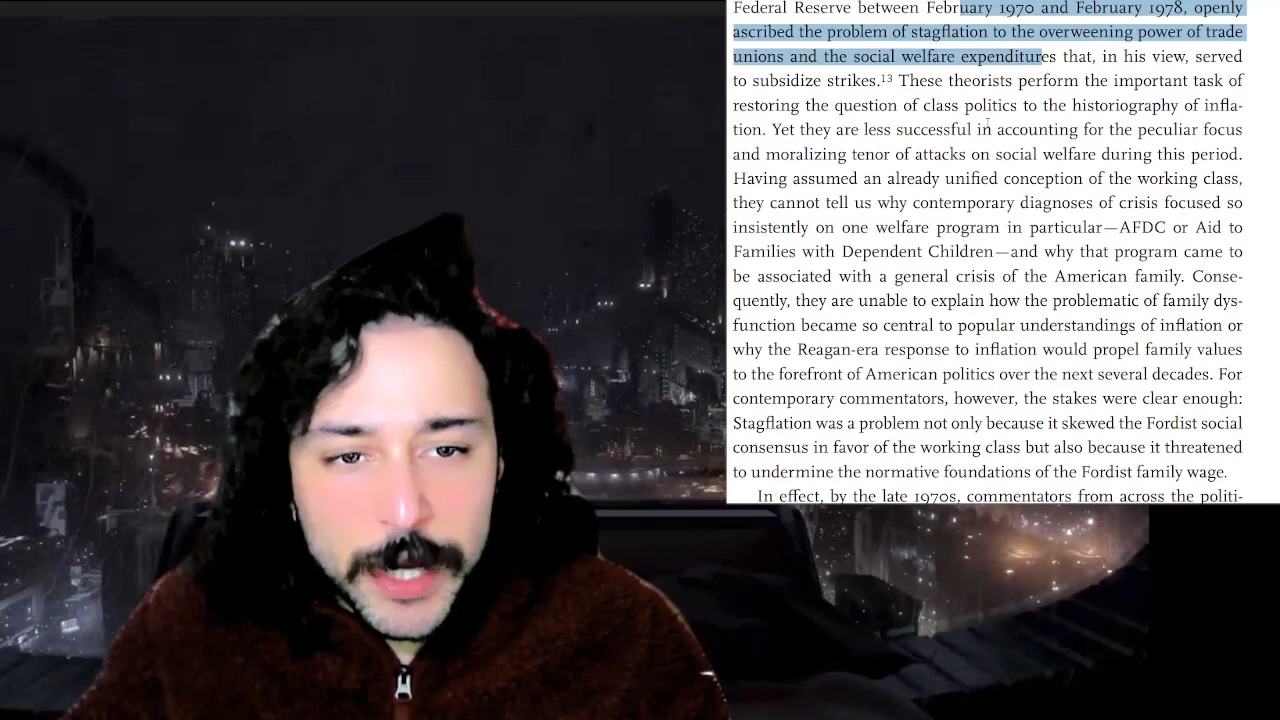 Federal Reserve between February 1970 and February 1978, openly
ascribed the problem of stagflation to the overweening power of trade
unions and the social welfare expenditures that, in his view, served
to subsidize strikes.¹³ These theorists perform the important task of
restoring the question of class politics to the historiography of infla-
tion. Yet they are less successful in accounting for the peculiar focus
and moralizing tenor of attacks on social welfare during this period.
Having assumed an already unified conception of the working class,
they cannot tell us why contemporary diagnoses of crisis focused so
insistently on one welfare program in particular—AFDC or Aid to
Families with Dependent Children—and why that program came to
be associated with a general crisis of the American family. Conse-
quently, they are unable to explain how the problematic of family dys-
function became so central to popular understandings of inflation or
why the Reagan-era response to inflation would propel family values
to the forefront of American politics over the next several decades. For
contemporary commentators, however, the stakes were clear enough:
Stagflation was a problem not only because it skewed the Fordist social
consensus in favor of the working class but also because it threatened
to undermine the normative foundations of the Fordist family wage.
In effect, by the late 1970s, commentators from across the politi-